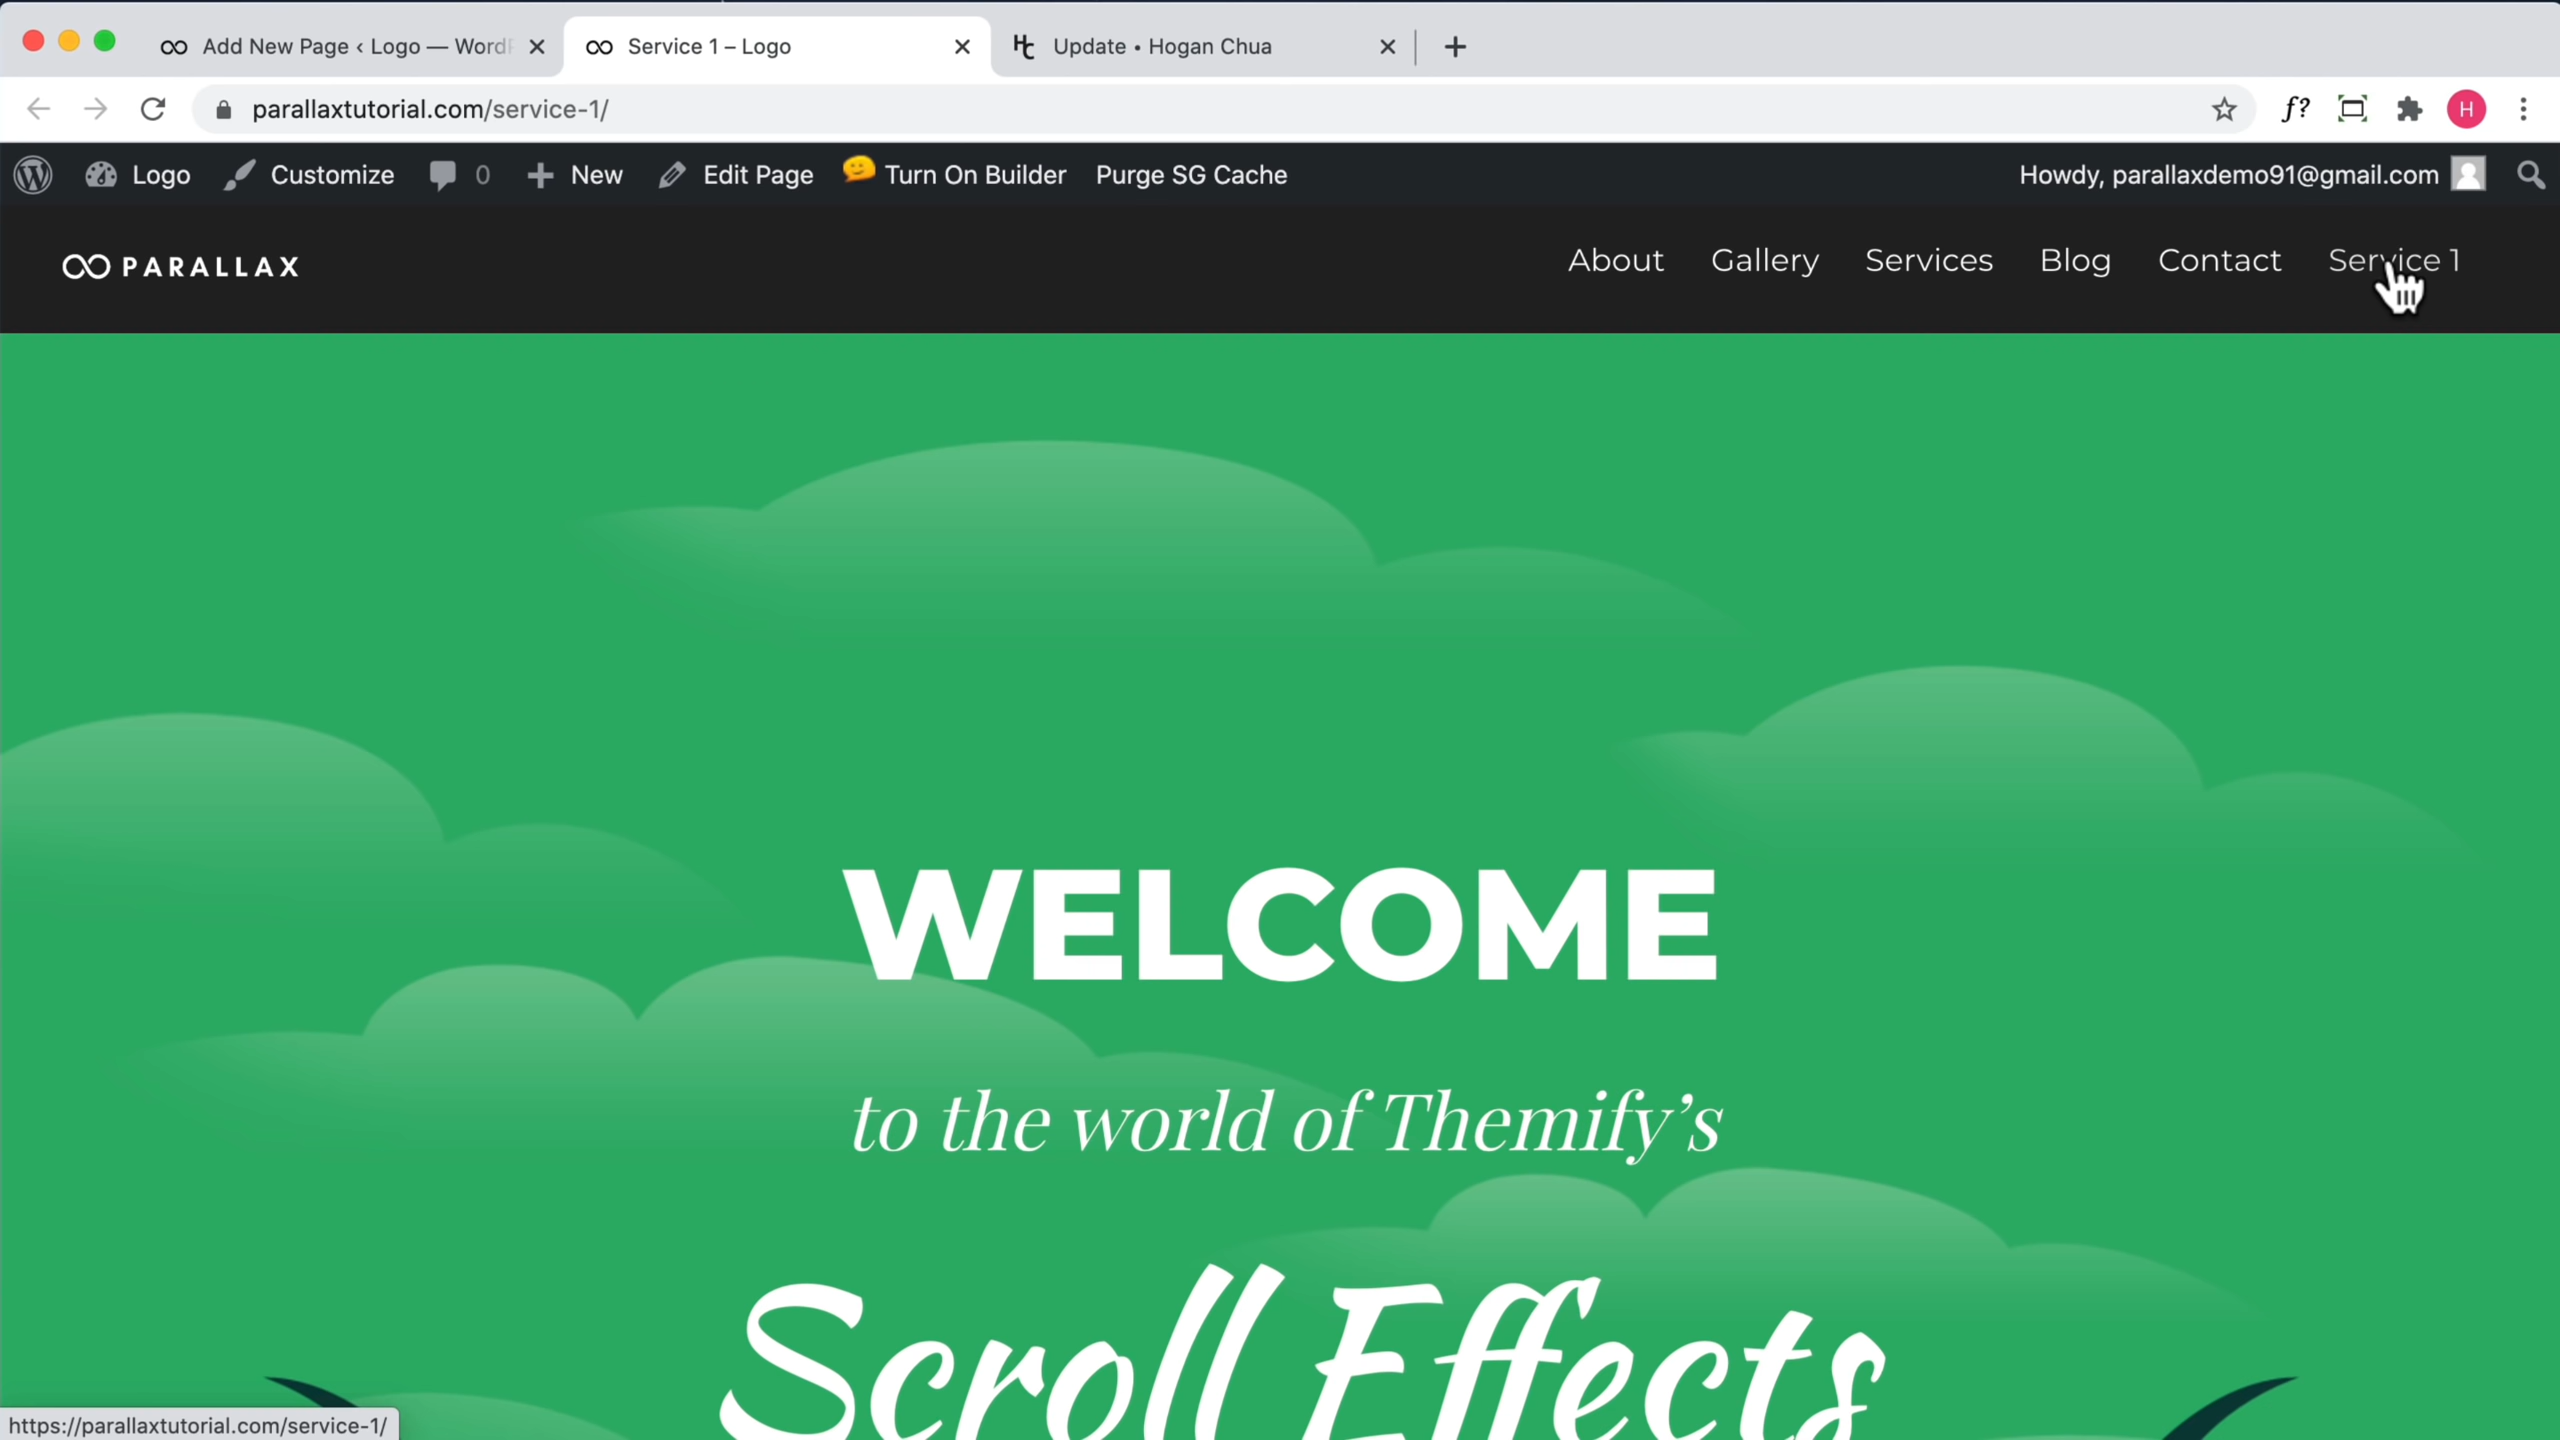 Add New Page ‹ Logo — Word
Service 1 – Logo
Update • Hogan Chua
parallaxtutorial.com/service-1/
f?
H
Logo
Customize
0
New
Edit Page
Turn On Builder
Purge SG Cache
Howdy, parallaxdemo91@gmail.com
PARALLAX
About
Gallery
Services
Blog
Contact
Service 1
WELCOME
to the world of Themify’s
Scroll Effects
https://parallaxtutorial.com/service-1/